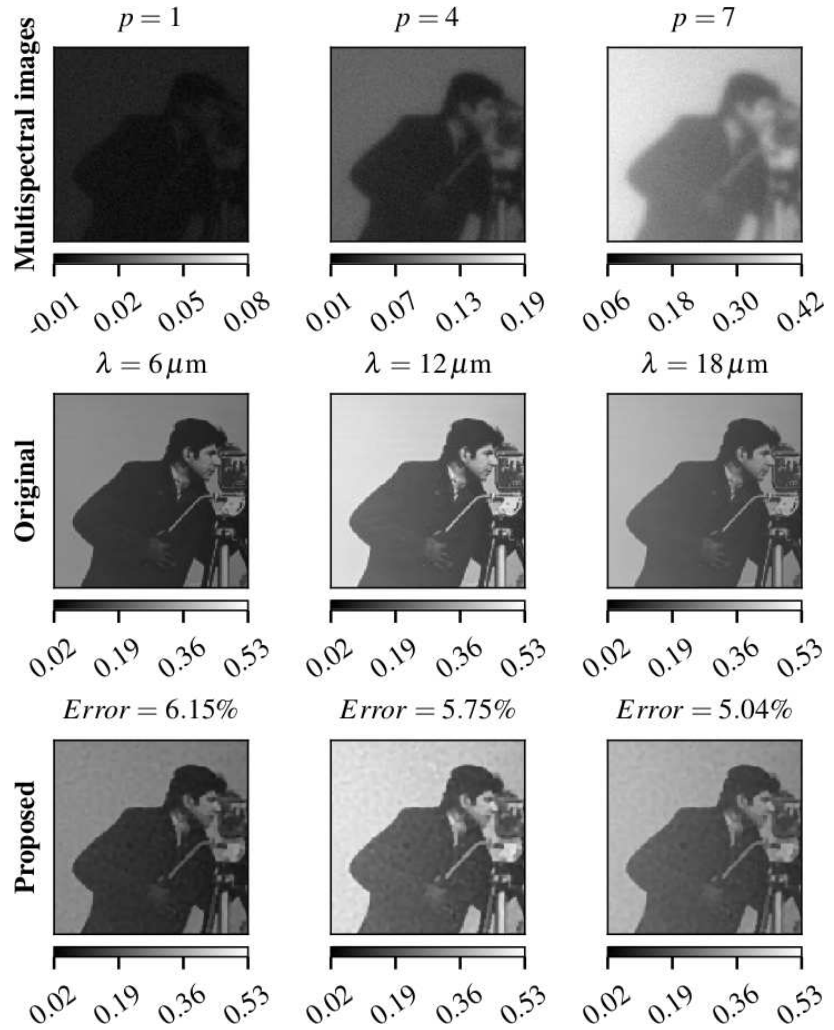 p = 1 p = 4 p = 7
Multispectral images
-0.01 0.02 0.05 0.08 0.01 0.07 0.13 0.19 0.06 0.18 0.30 0.42
λ = 6 μm λ = 12 μm λ = 18 μm
Original
0.02 0.19 0.36 0.53 0.02 0.19 0.36 0.53 0.02 0.19 0.36 0.53
Error = 6.15% Error = 5.75% Error = 5.04%
Proposed
0.02 0.19 0.36 0.53 0.02 0.19 0.36 0.53 0.02 0.19 0.36 0.53